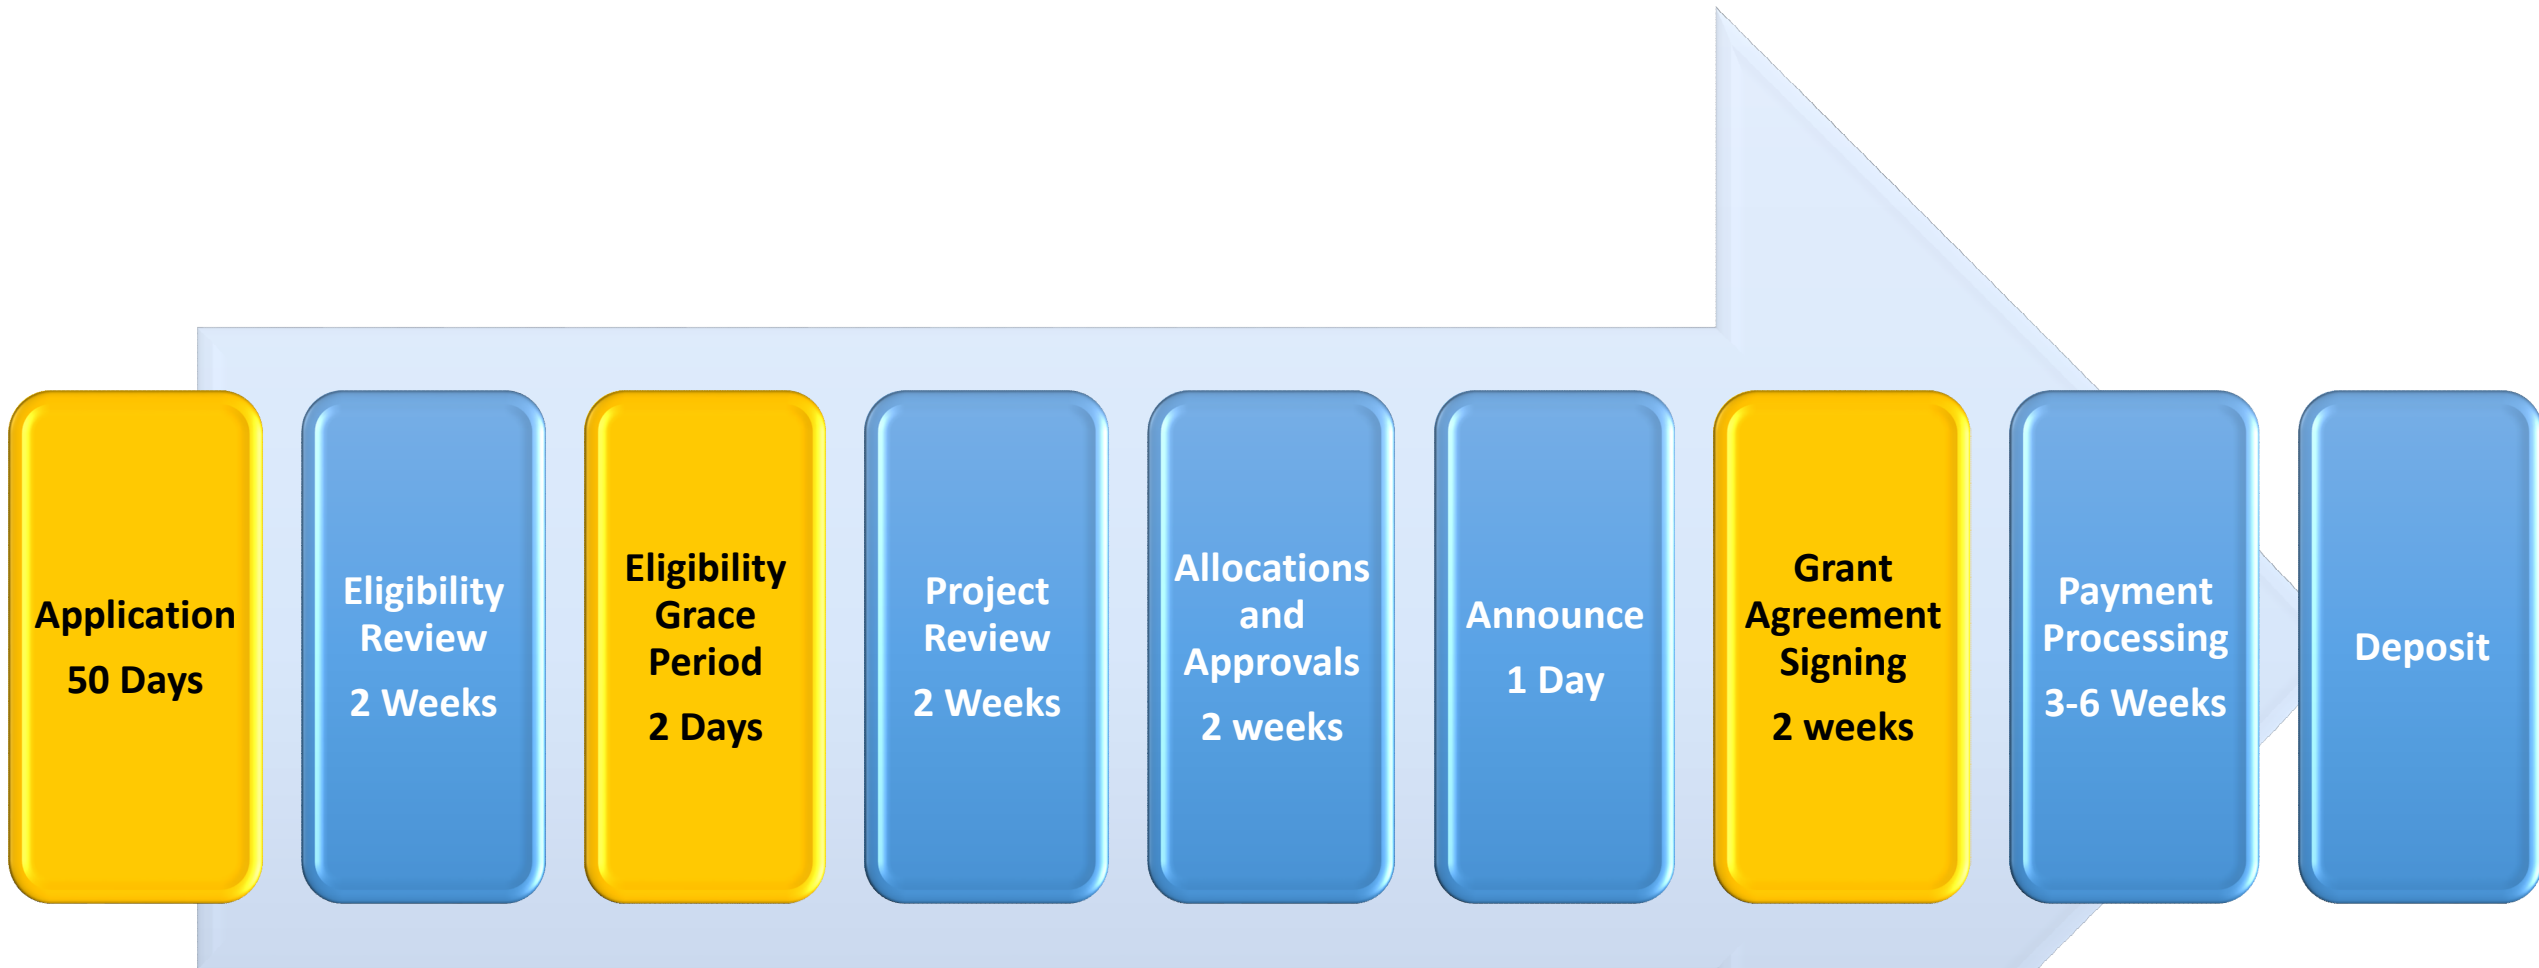 Application
50 Days
Eligibility
Review
2 Weeks
Eligibility
Grace
Period
2 Days
Project
Review
2 Weeks
Allocations
and
Approvals
2 weeks
Announce
1 Day
Grant
Agreement
Signing
2 weeks
Payment
Processing
3-6 Weeks
Deposit